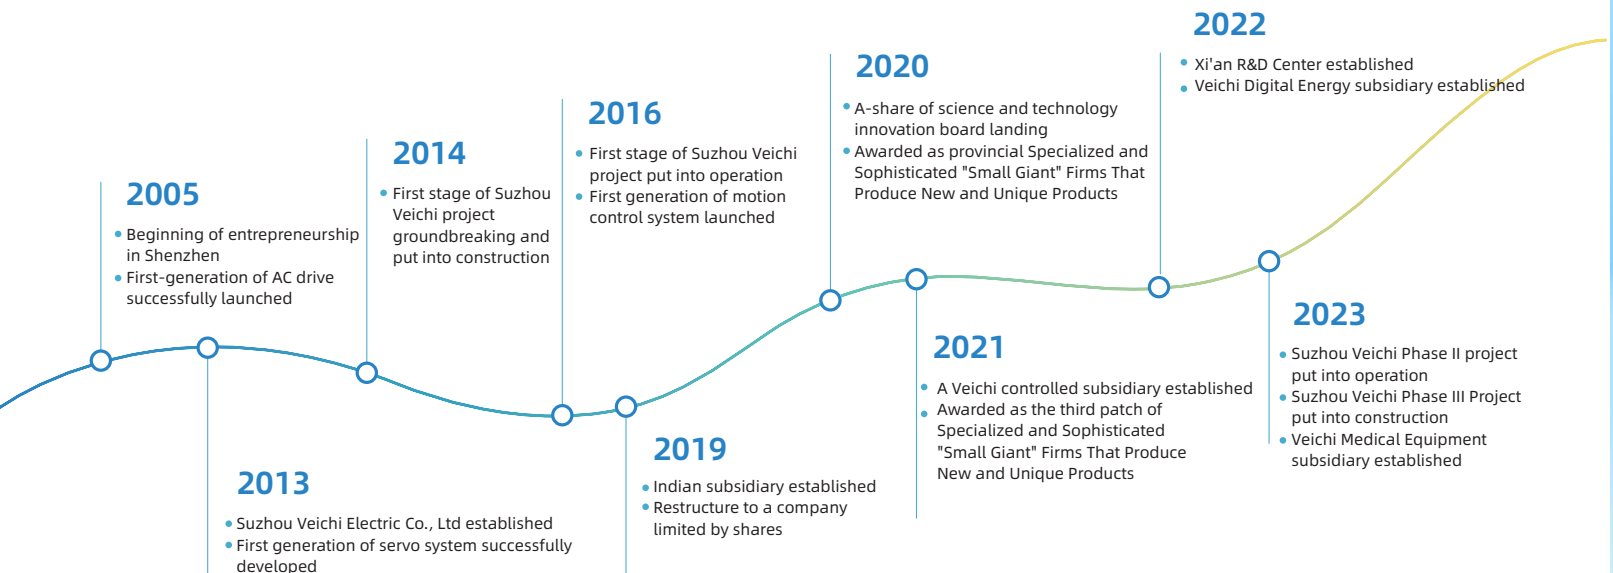 2005
Beginning of entrepreneurship
in Shenzhen
First-generation of AC drive
successfully launched
2013
Suzhou Veichi Electric Co., Ltd established
First generation of servo system successfully
developed
2014
First stage of Suzhou
Veichi project
groundbreaking and
put into construction
2016
First stage of Suzhou Veichi
project put into operation
First generation of motion
control system launched
2019
Indian subsidiary established
Restructure to a company
limited by shares
2020
A-share of science and technology
innovation board landing
Awarded as provincial Specialized and
Sophisticated "Small Giant" Firms That
Produce New and Unique Products
2021
A Veichi controlled subsidiary established
Awarded as the third patch of
Specialized and Sophisticated
"Small Giant" Firms That Produce
New and Unique Products
2022
Xi'an R&D Center established
Veichi Digital Energy subsidiary established
2023
Suzhou Veichi Phase II project
put into operation
Suzhou Veichi Phase III Project
put into construction
Veichi Medical Equipment
subsidiary established